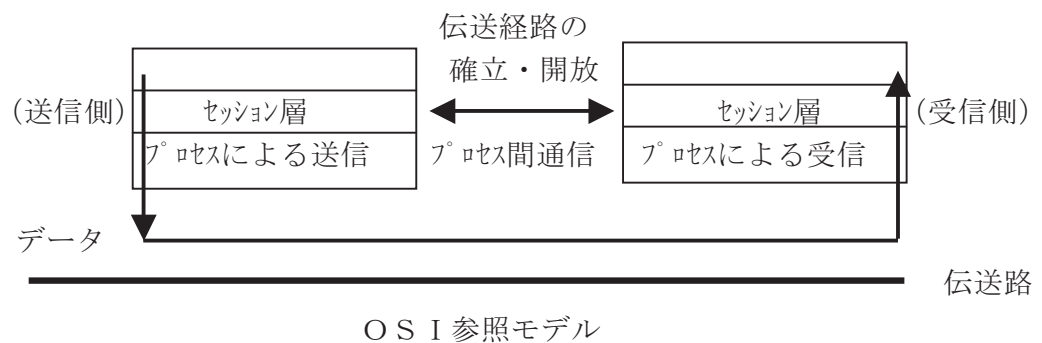 伝送経路の
確立・開放
(送信側)
ｾｯｼｮﾝ層
ｾｯｼｮﾝ層
(受信側)
ﾌﾟﾛｾｽによる送信
ﾌﾟﾛｾｽ間通信
ﾌﾟﾛｾｽによる受信
データ
伝送路
ＯＳＩ参照モデル